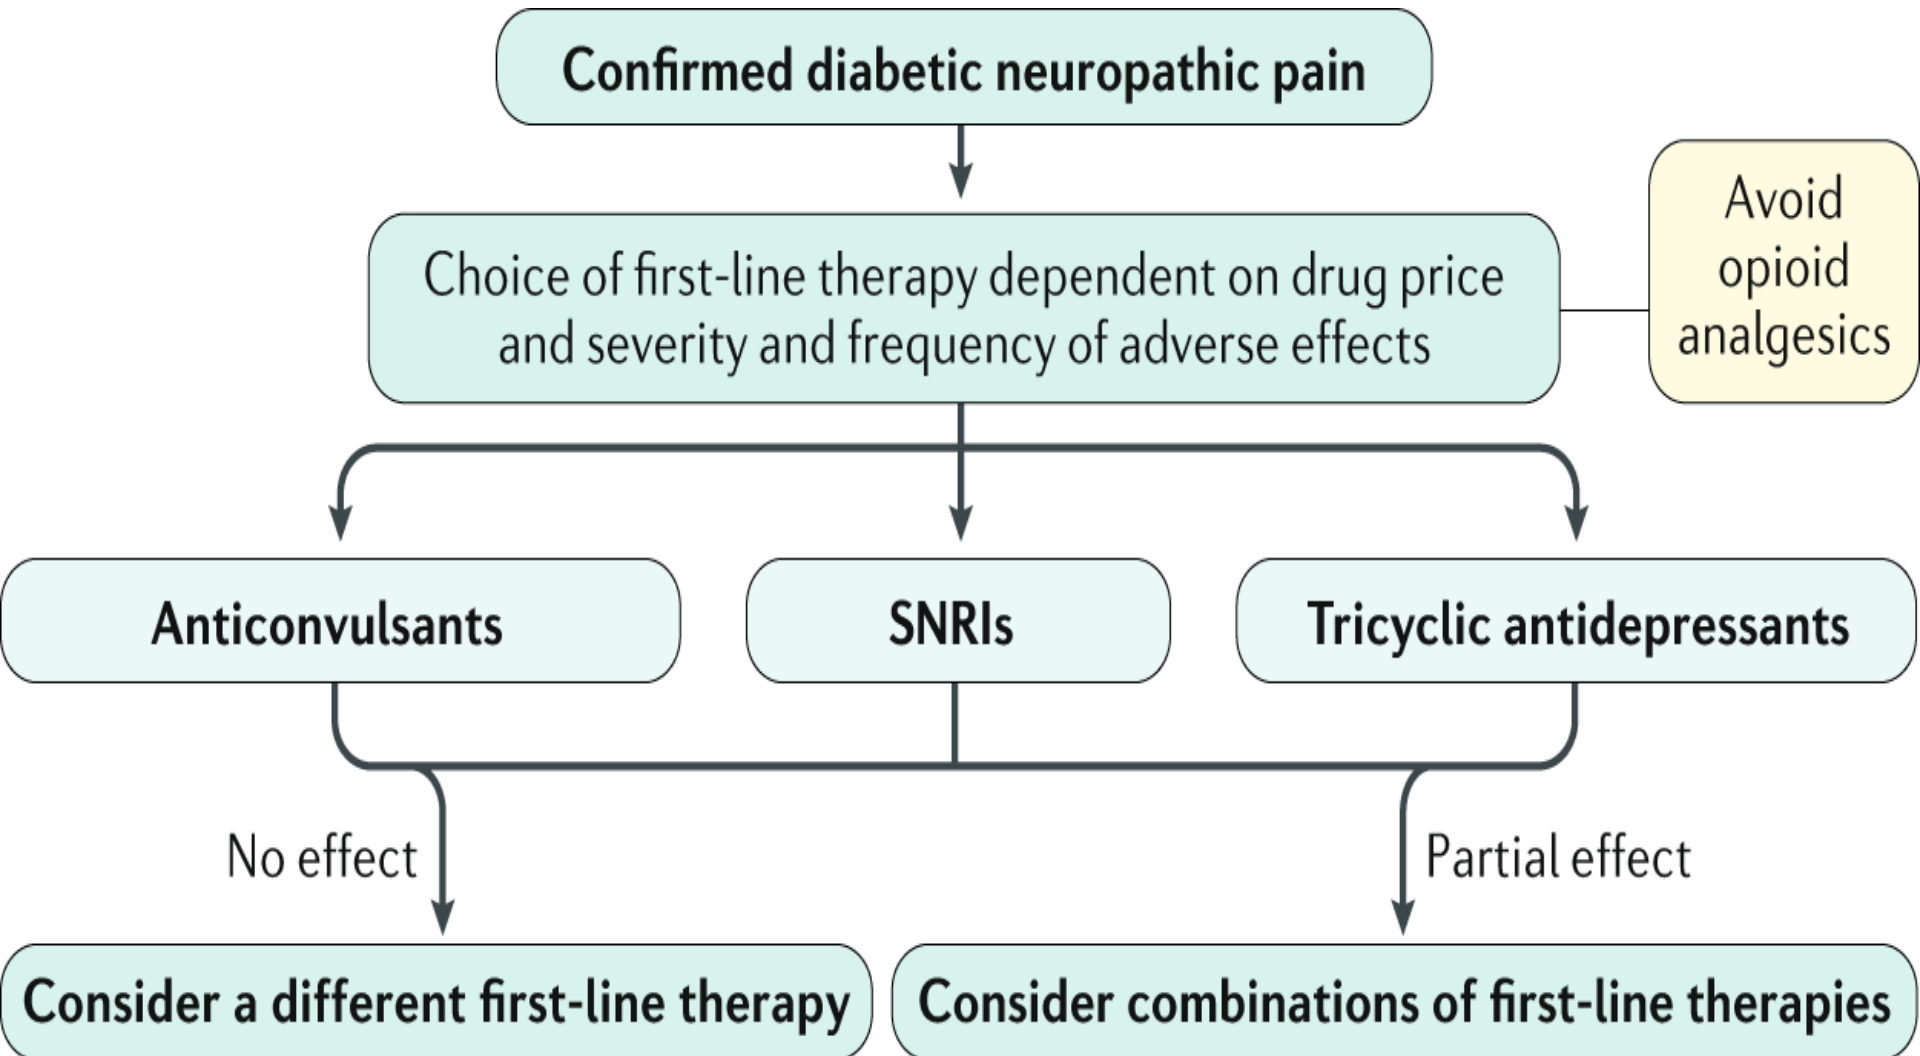 Confirmed diabetic neuropathic pain
Choice of first-line therapy dependent on drug price
and severity and frequency of adverse effects
Avoid
opioid
analgesics
Anticonvulsants
SNRIs
Tricyclic antidepressants
No effect
Partial effect
Consider a different first-line therapy
Consider combinations of first-line therapies